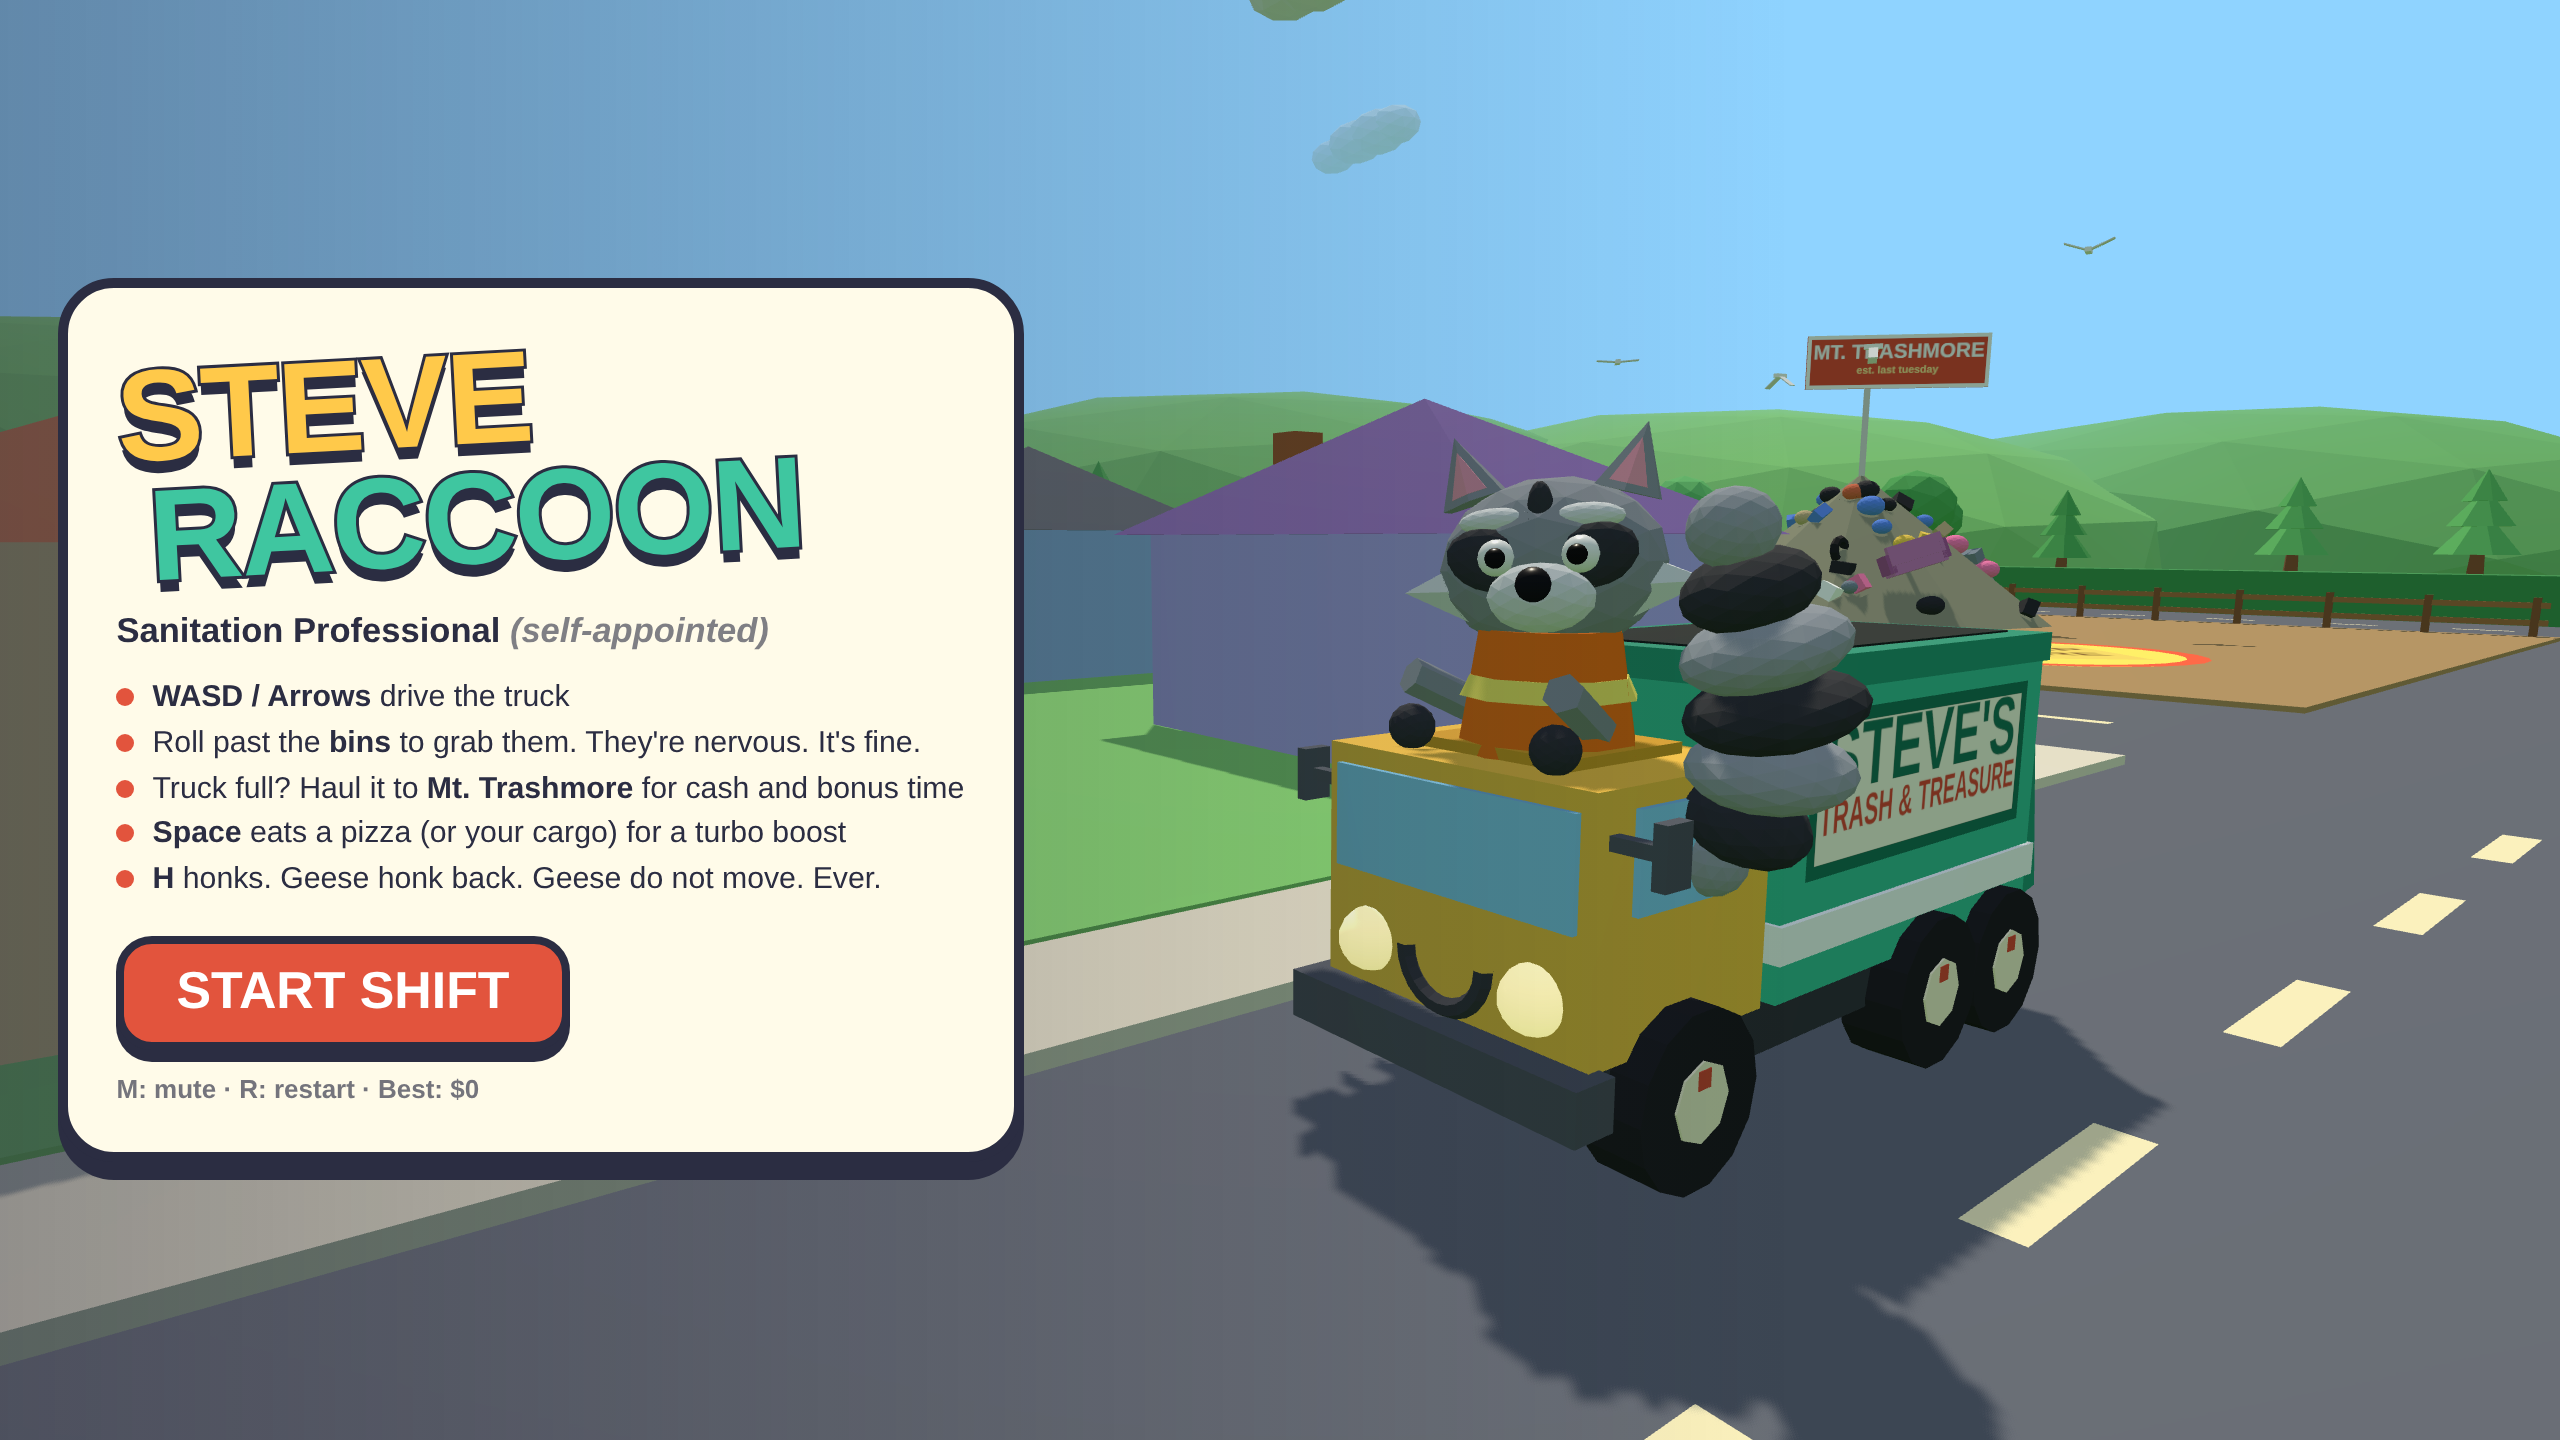 STEVE
RACCOON
Sanitation Professional (self-appointed)
WASD / Arrows drive the truck
Roll past the bins to grab them. They're nervous. It's fine.
Truck full? Haul it to Mt. Trashmore for cash and bonus time
Space eats a pizza (or your cargo) for a turbo boost
H honks. Geese honk back. Geese do not move. Ever.
START SHIFT
M: mute · R: restart · Best: $0
MT. TRASHMORE
est. last tuesday
STEVE'S
TRASH & TREASURE